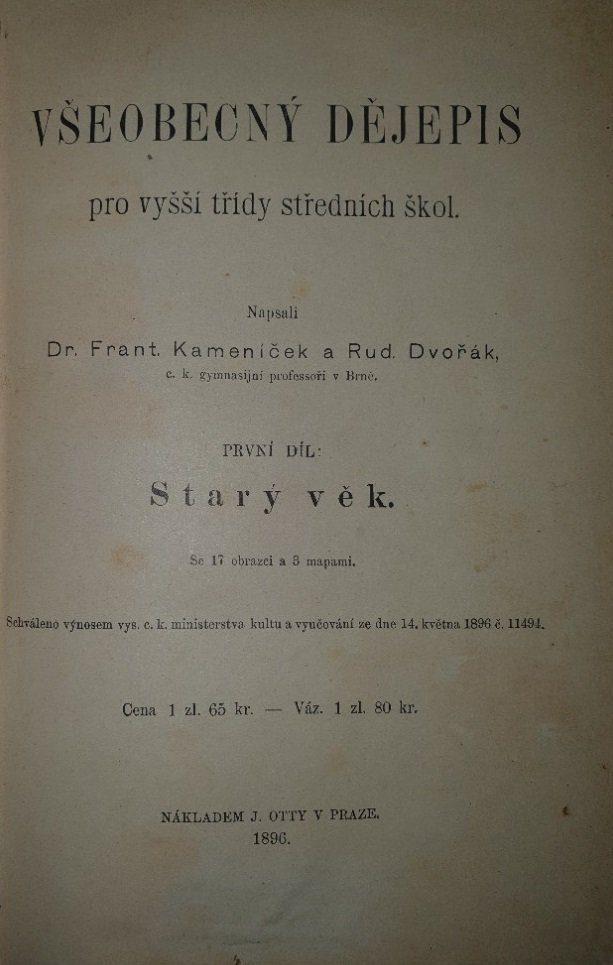 VŠEOBECNÝ DĚJEPIS
pro vyšší třídy středních škol.
Napsali
Dr. Frant. Kameníček a Rud. Dvořák,
c. k. gymnasijní professoři v Brně.
PRVNÍ DÍL:
Starý věk.
Se 17 obrazci a 3 mapami.
Schváleno výnosem vys. c. k. ministerstva kultu a vyučování ze dne 14. května 1896 č. 11494.
Cena 1 zl. 65 kr. — Váz. 1 zl. 80 kr.
NÁKLADEM J. OTTY V PRAZE.
1896.